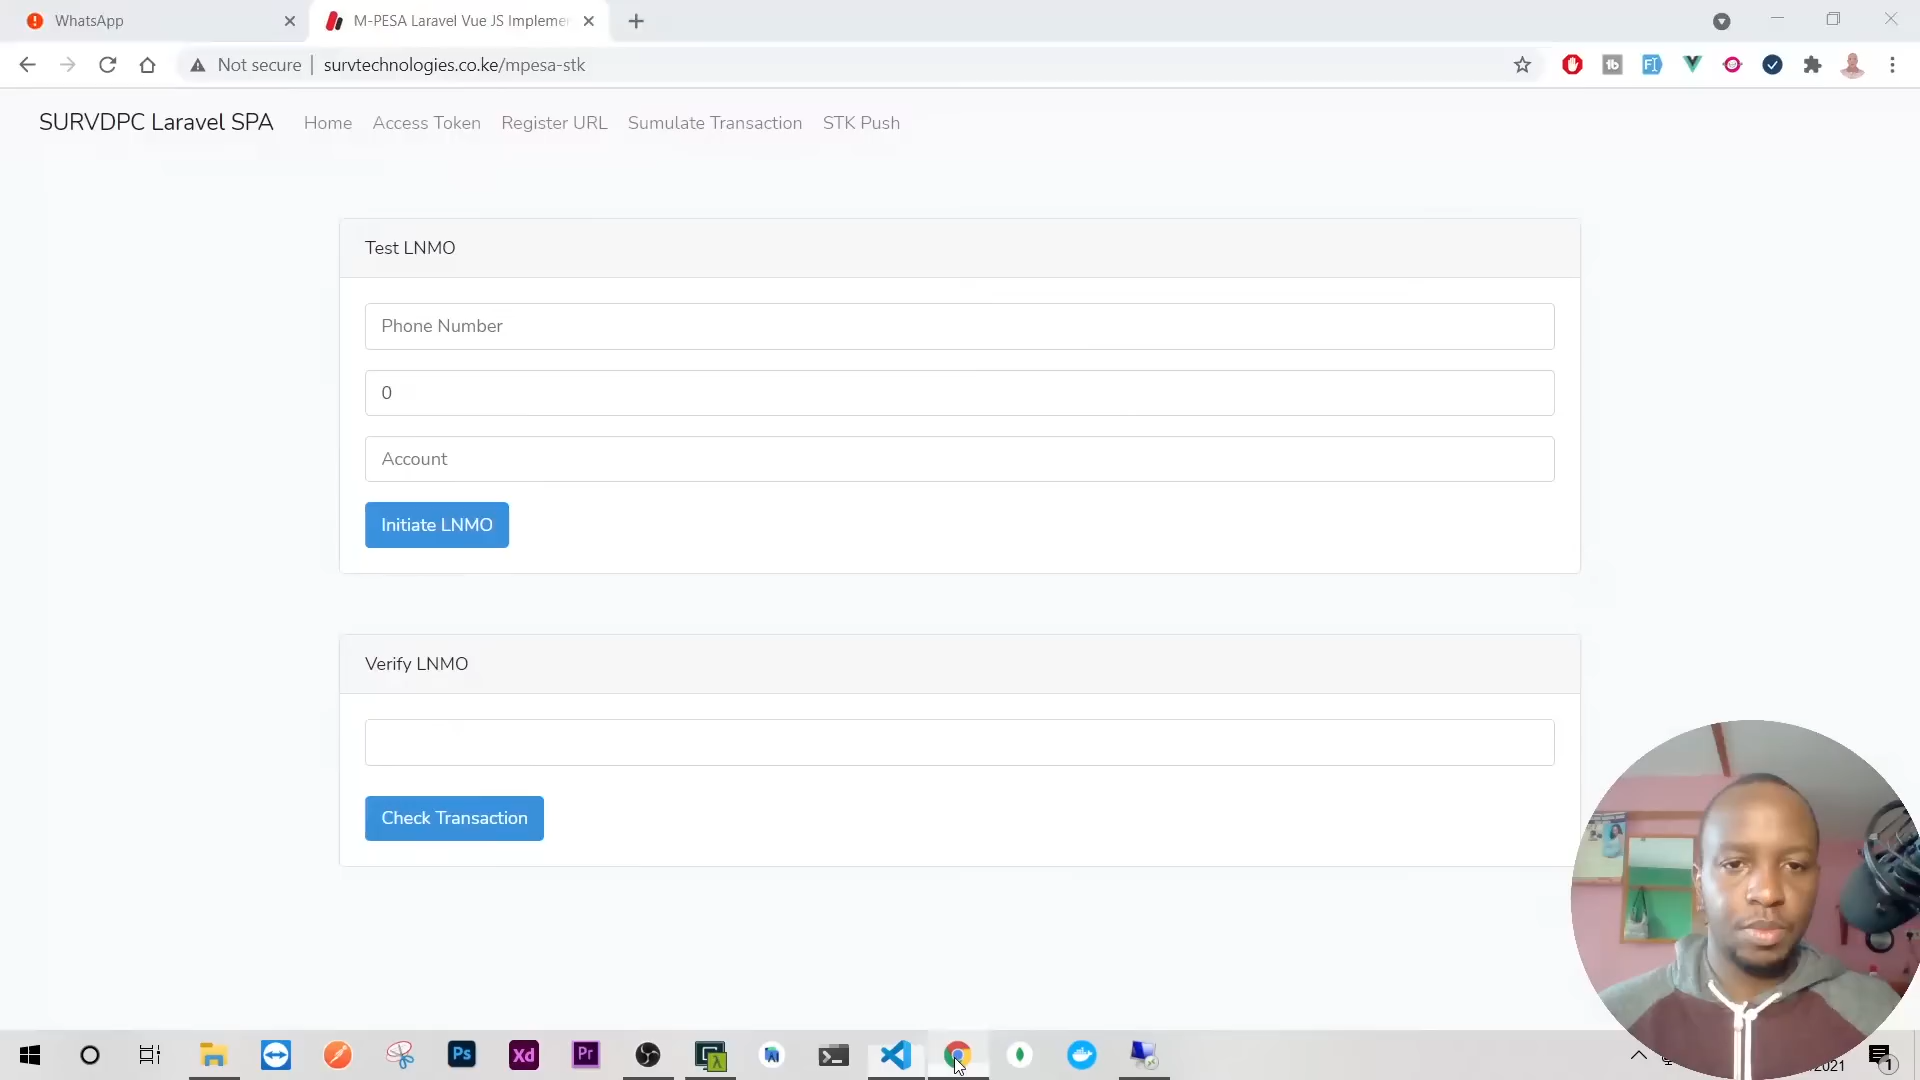 WhatsApp
M-PESA Laravel Vue JS Implemen
Not secure
survtechnologies.co.ke/mpesa-stk
SURVDPC Laravel SPA
Home
Access Token
Register URL
Sumulate Transaction
STK Push
Test LNMO
Phone Number
0
Account
Initiate LNMO
Verify LNMO
Check Transaction
Ps
Xd
Pr
2021
1